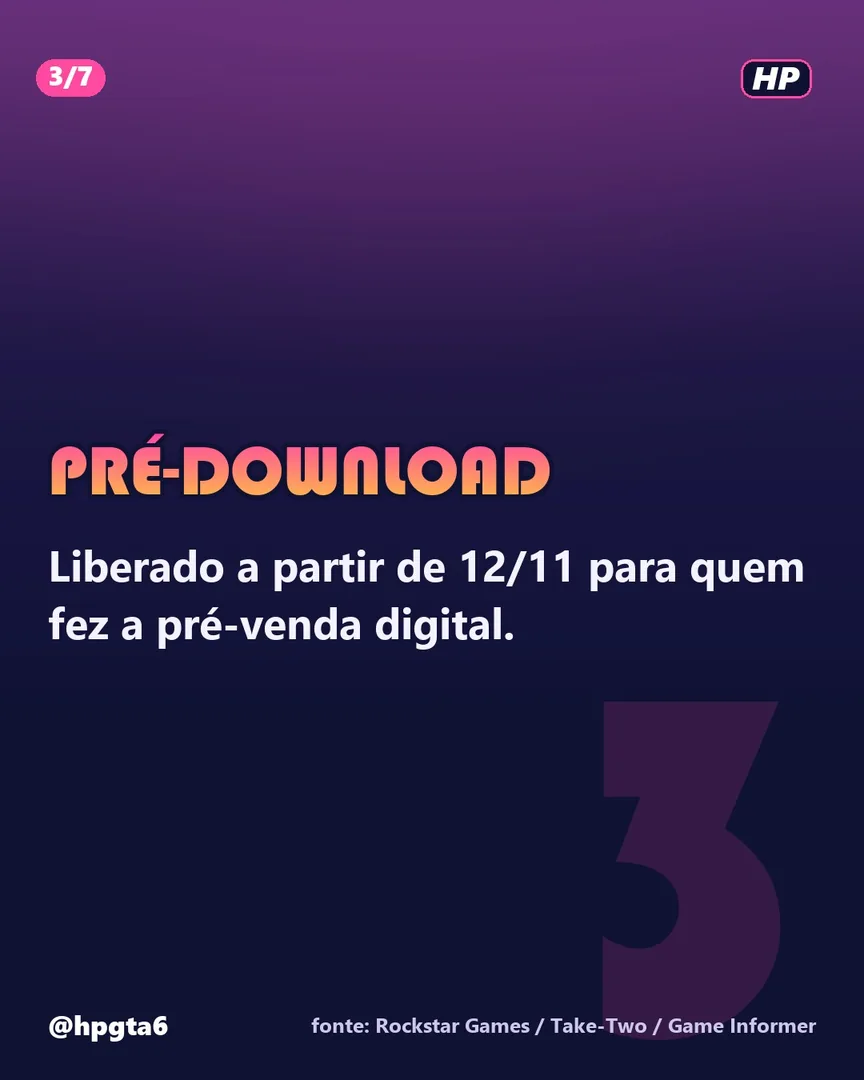 3/7
HP
PRÉ-DOWNLOAD
Liberado a partir de 12/11 para quem
fez a pré-venda digital.
3
@hpgta6
fonte: Rockstar Games / Take-Two / Game Informer